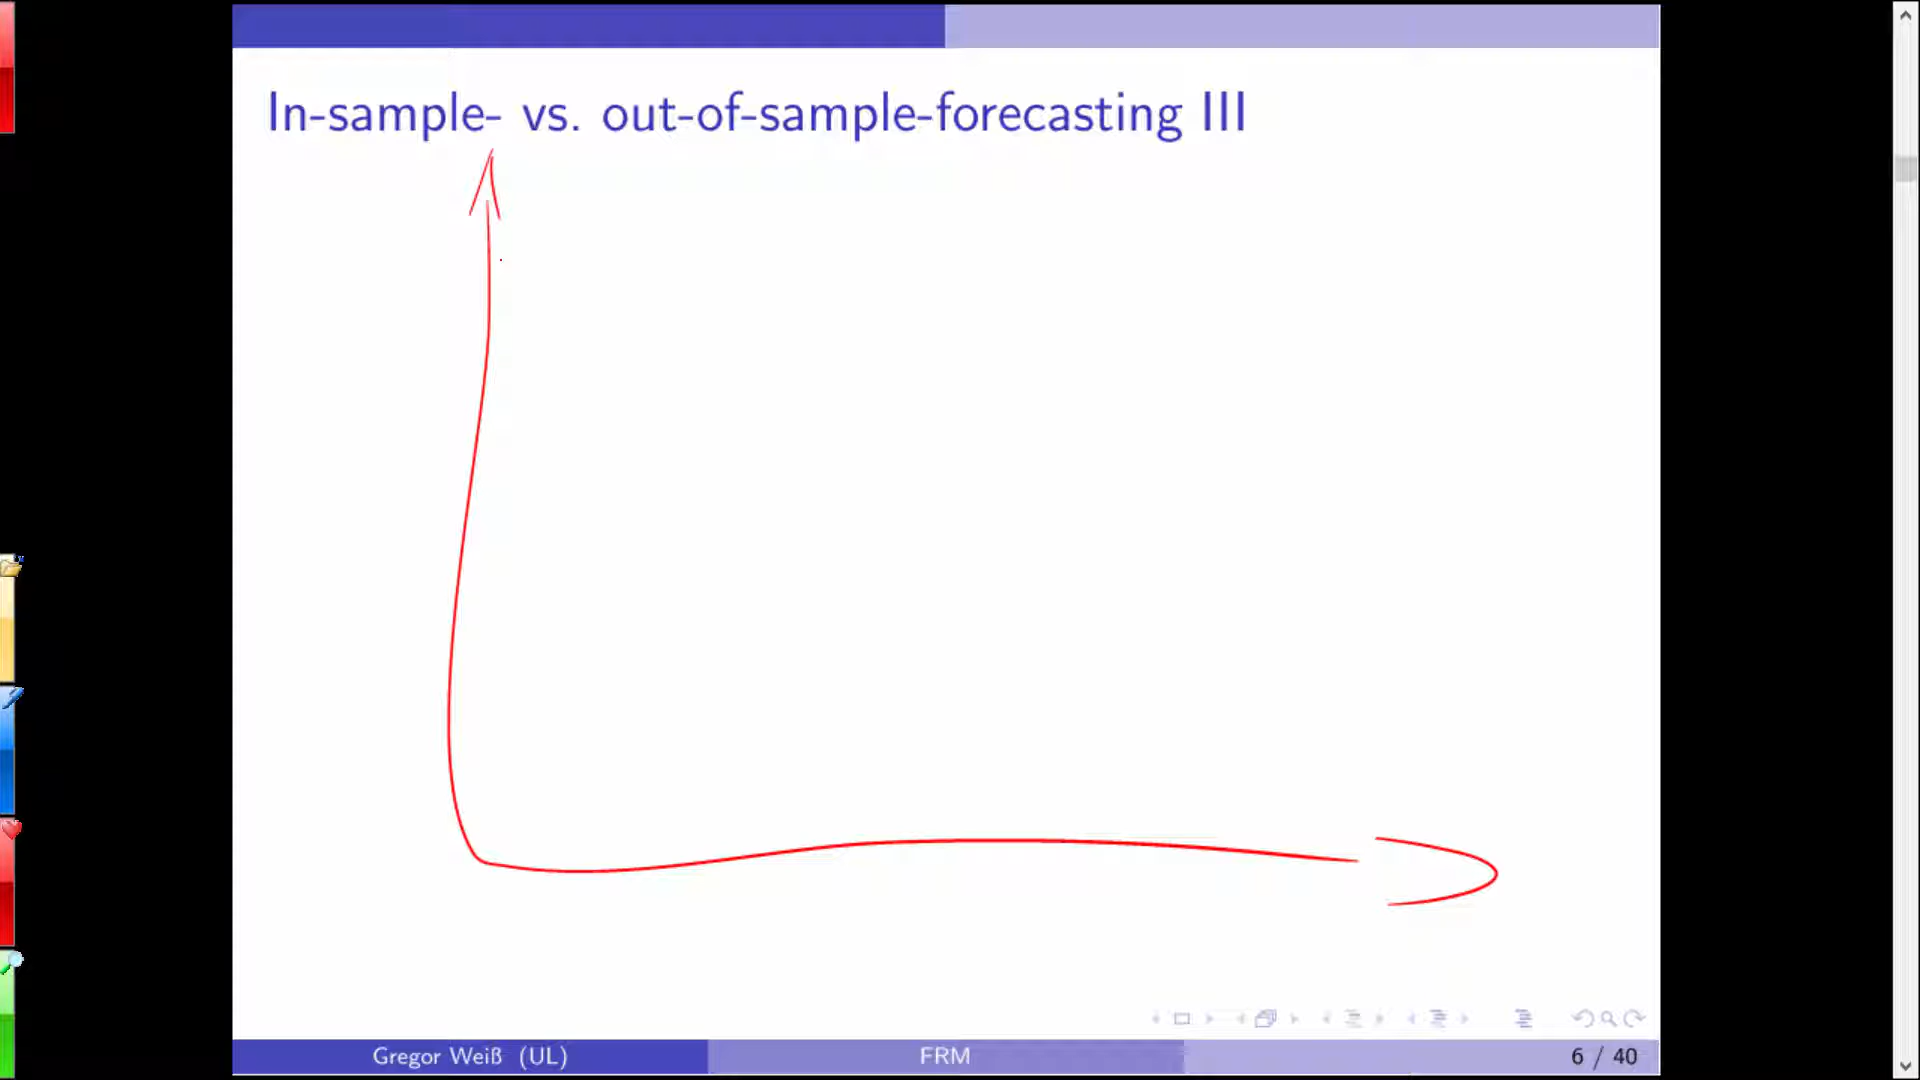 In-sample- vs. out-of-sample-forecasting III
Gregor Weiß (UL)
FRM
6 / 40